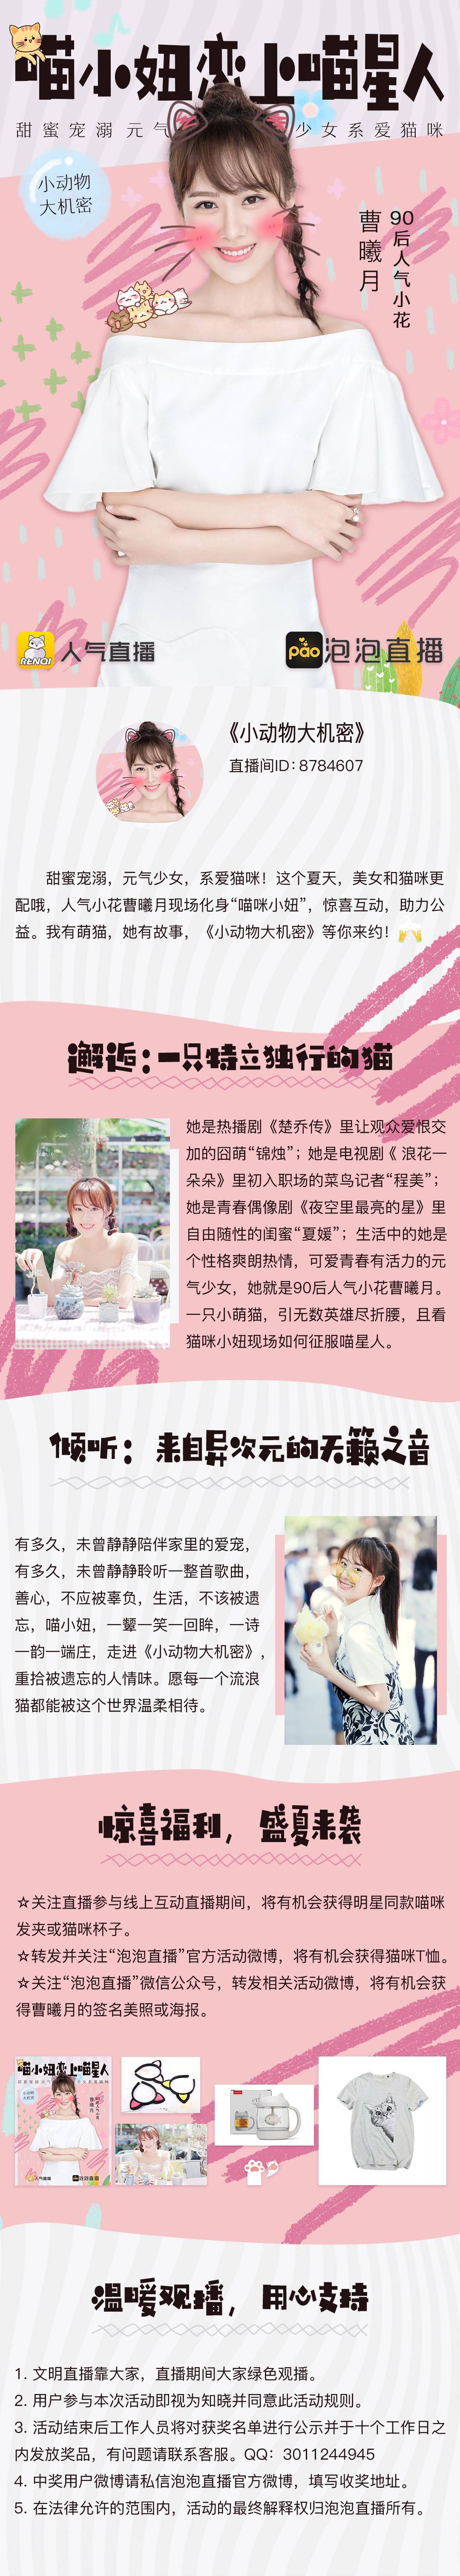 喵小妞恋上喵星人
甜蜜宠溺 元气 少女系爱猫咪
小动物
大机密
曹曦月
90后人气小花
RENQI 人气直播
pao 泡泡直播
《小动物大机密》
直播间ID：8784607
甜蜜宠溺，元气少女，系爱猫咪！这个夏天，美女和猫咪更
配哦，人气小花曹曦月现场化身“喵咪小妞”，惊喜互动，助力公
益。我有萌猫，她有故事，《小动物大机密》等你来约！
邂逅：一只特立独行的猫
她是热播剧《楚乔传》里让观众爱恨交
加的囧萌“锦烛”；她是电视剧《 浪花一
朵朵》里初入职场的菜鸟记者“程美”；
她是青春偶像剧《夜空里最亮的星》里
自由随性的闺蜜“夏媛”；生活中的她是
个性格爽朗热情，可爱青春有活力的元
气少女，她就是90后人气小花曹曦月。
一只小萌猫，引无数英雄尽折腰，且看
猫咪小妞现场如何征服喵星人。
倾听：来自异次元的天籁之音
有多久，未曾静静陪伴家里的爱宠，
有多久，未曾静静聆听一整首歌曲，
善心，不应被辜负，生活，不该被遗
忘，喵小妞，一颦一笑一回眸，一诗
一韵一端庄，走进《小动物大机密》，
重拾被遗忘的人情味。愿每一个流浪
猫都能被这个世界温柔相待。
惊喜福利，盛夏来袭
☆关注直播参与线上互动直播期间，将有机会获得明星同款喵咪
发夹或猫咪杯子。
☆转发并关注“泡泡直播”官方活动微博，将有机会获得猫咪T恤。
☆关注“泡泡直播”微信公众号，转发相关活动微博，将有机会获
得曹曦月的签名美照或海报。
喵小妞恋上喵星人
温暖观播，用心支持
1. 文明直播靠大家，直播期间大家绿色观播。
2. 用户参与本次活动即视为知晓并同意此活动规则。
3. 活动结束后工作人员将对获奖名单进行公示并于十个工作日之
内发放奖品，有问题请联系客服。QQ：3011244945
4. 中奖用户微博请私信泡泡直播官方微博，填写收奖地址。
5. 在法律允许的范围内，活动的最终解释权归泡泡直播所有。